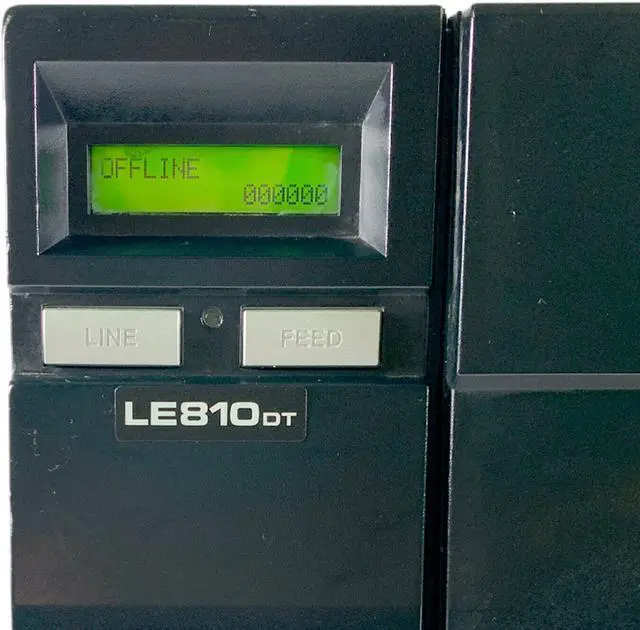 OFFLINE
000000
LINE
FEED
LE810DT